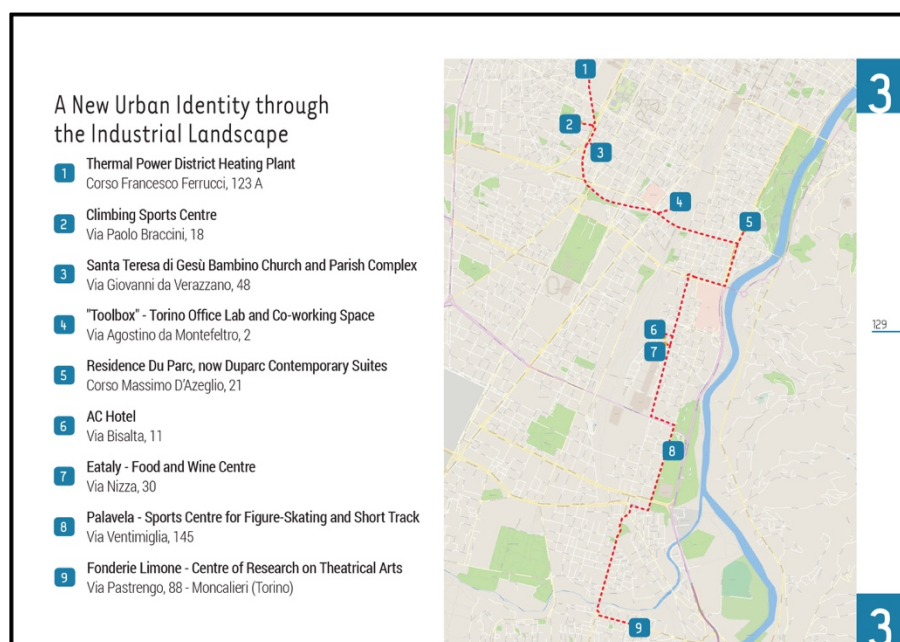 A New Urban Identity through
the Industrial Landscape
1 Thermal Power District Heating Plant
Corso Francesco Ferrucci, 123 A
2 Climbing Sports Centre
Via Paolo Braccini, 18
3 Santa Teresa di Gesù Bambino Church and Parish Complex
Via Giovanni da Verazzano, 48
4 "Toolbox" - Torino Office Lab and Co-working Space
Via Agostino da Montefeltro, 2
5 Residence Du Parc, now Duparc Contemporary Suites
Corso Massimo D'Azeglio, 21
6 AC Hotel
Via Bisalta, 11
7 Eataly - Food and Wine Centre
Via Nizza, 30
8 Palavela - Sports Centre for Figure-Skating and Short Track
Via Ventimiglia, 145
9 Fonderie Limone - Centre of Research on Theatrical Arts
Via Pastrengo, 88 - Moncalieri (Torino)
1
2
3
4
5
6
7
8
9
3
129
3